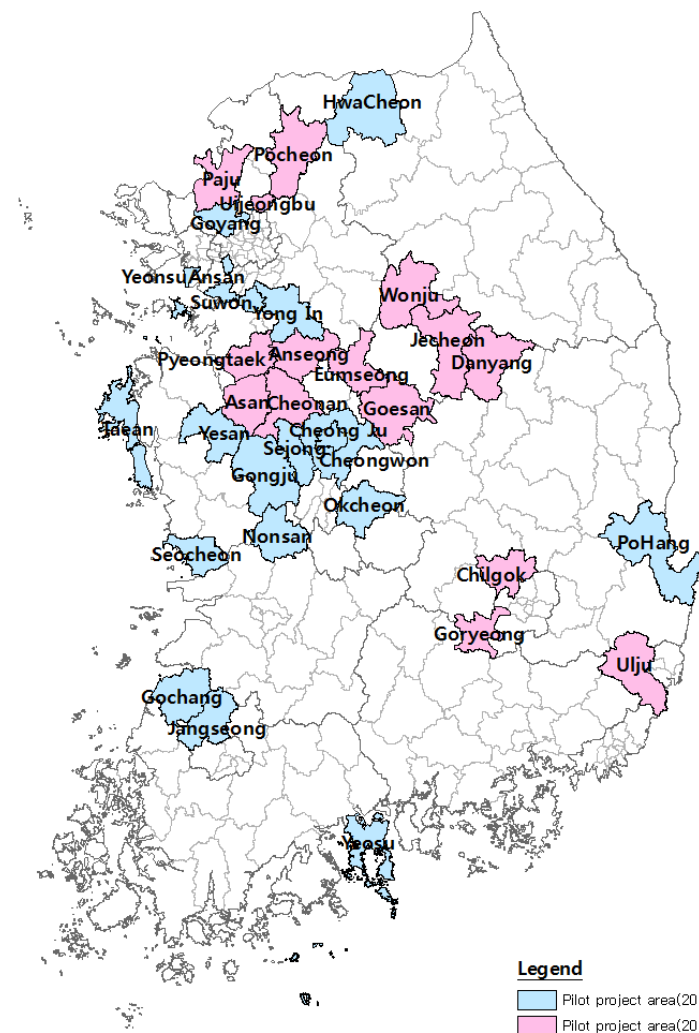 HwaCheon
Pocheon
Paju
Uijeongbu
Goyang
Yeonsu
Ansan
Suwon
Yong In
Wonju
Jecheon
Danyang
Pyeongtaek
Anseong
Eumseong
Asan
Cheonan
Goesan
Taean
Yesan
Cheong Ju
Sejong
Cheongwon
Gongju
Okcheon
Nonsan
Seocheon
PoHang
Chilgok
Goryeong
Ulju
Gochang
Jangseong
Yeosu
Legend
Pilot project area(20
Pilot project area(20